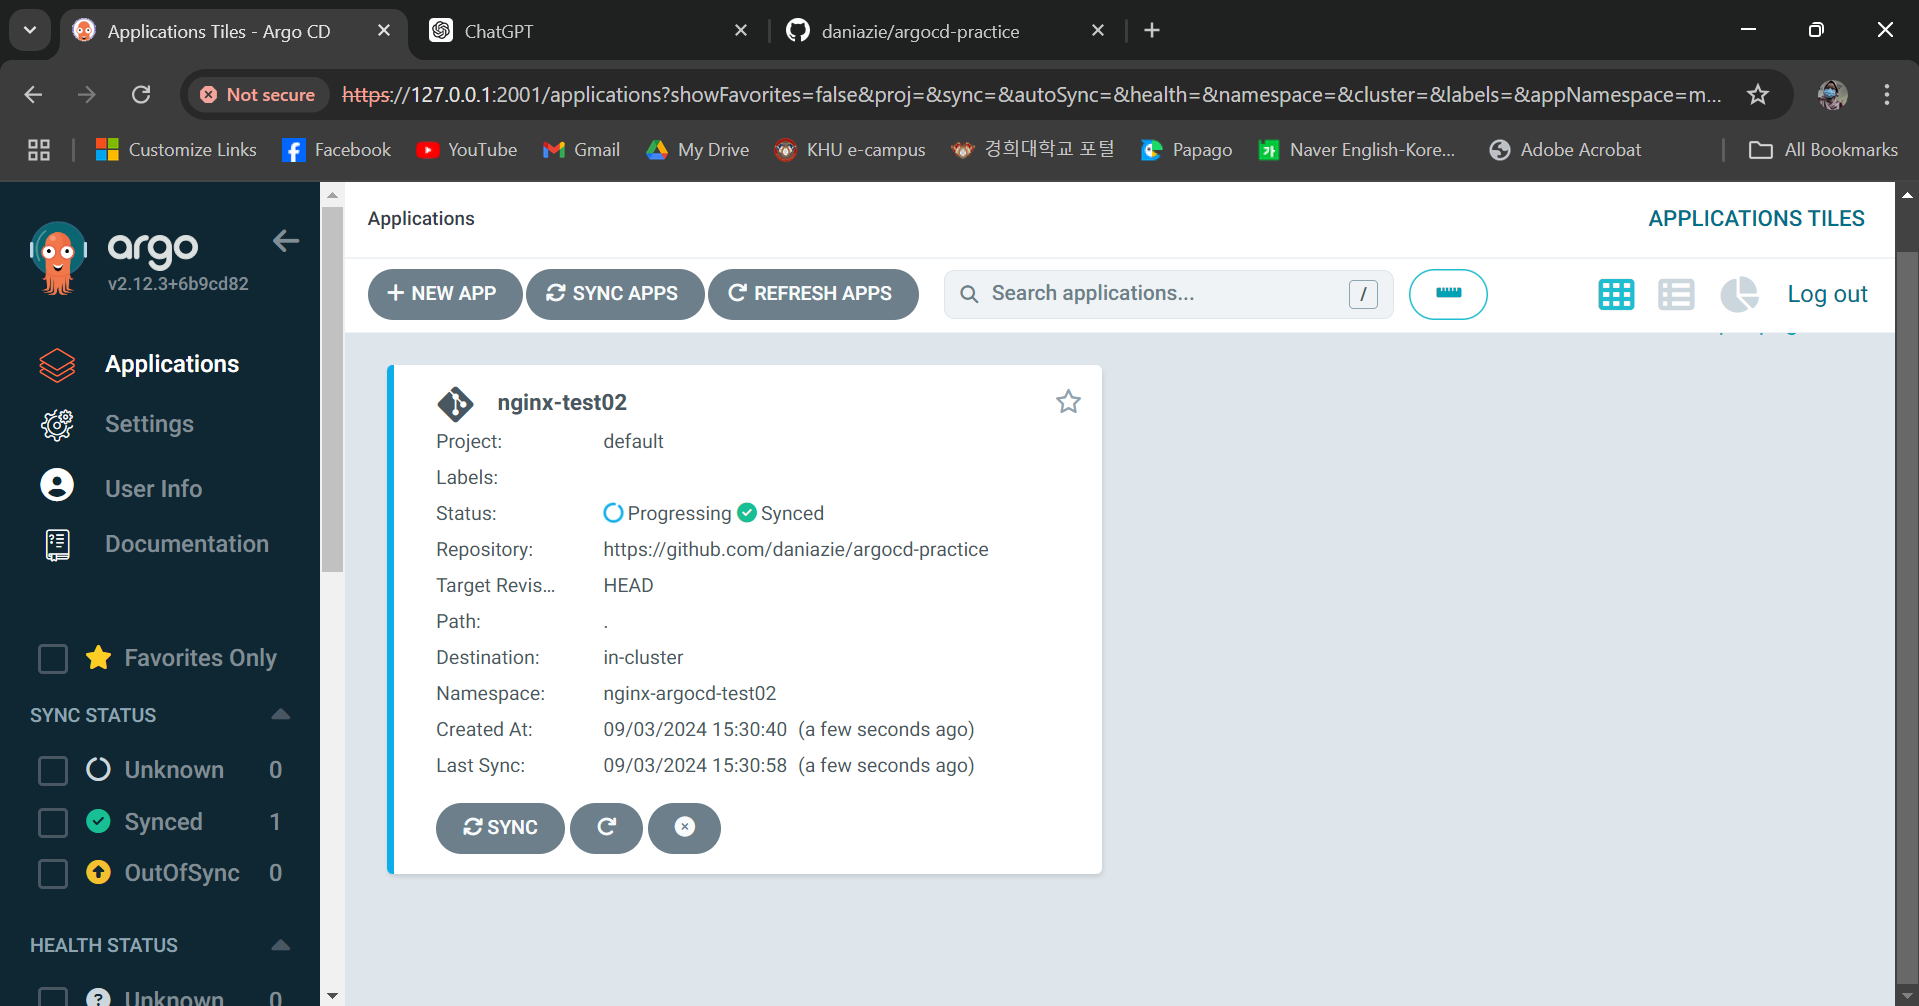 Applications Tiles - Argo CD
ChatGPT
daniazie/argocd-practice
Not secure
https://127.0.0.1:2001/applications?showFavorites=false&proj=&sync=&autoSync=&health=&namespace=&cluster=&labels=&appNamespace=m...
Customize Links
Facebook
YouTube
Gmail
My Drive
KHU e-campus
경희대학교 포털
Papago
Naver English-Kore...
Adobe Acrobat
All Bookmarks
argo
v2.12.3+6b9cd82
Applications
Settings
User Info
Documentation
Favorites Only
SYNC STATUS
Unknown 0
Synced 1
OutOfSync 0
HEALTH STATUS
Unknown 0
Applications
APPLICATIONS TILES
NEW APP
SYNC APPS
REFRESH APPS
Search applications...
/
Log out
nginx-test02
Project: default
Labels:
Status: Progressing Synced
Repository: https://github.com/daniazie/argocd-practice
Target Revis... HEAD
Path: .
Destination: in-cluster
Namespace: nginx-argocd-test02
Created At: 09/03/2024 15:30:40 (a few seconds ago)
Last Sync: 09/03/2024 15:30:58 (a few seconds ago)
SYNC